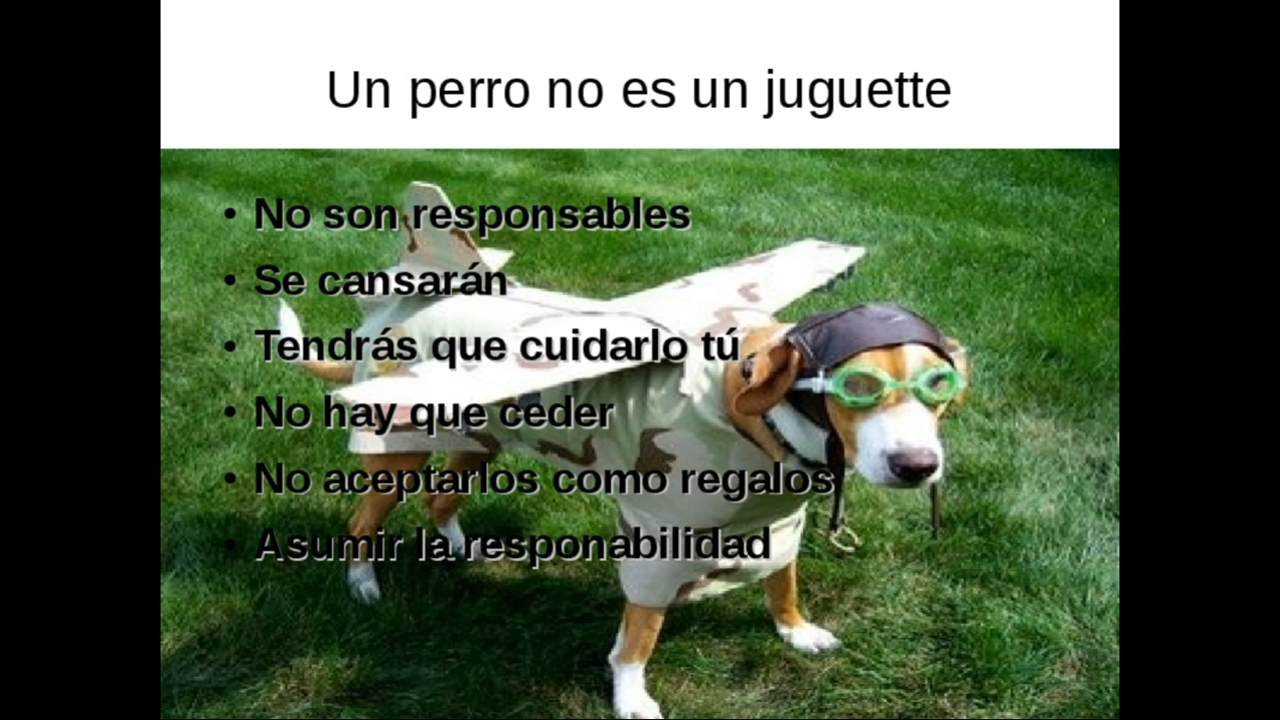 Un perro no es un juguette
• No son responsables
• Se cansarán
• Tendrás que cuidarlo tú
• No hay que ceder
• No aceptarlos como regalos
• Asumir la responabilidad